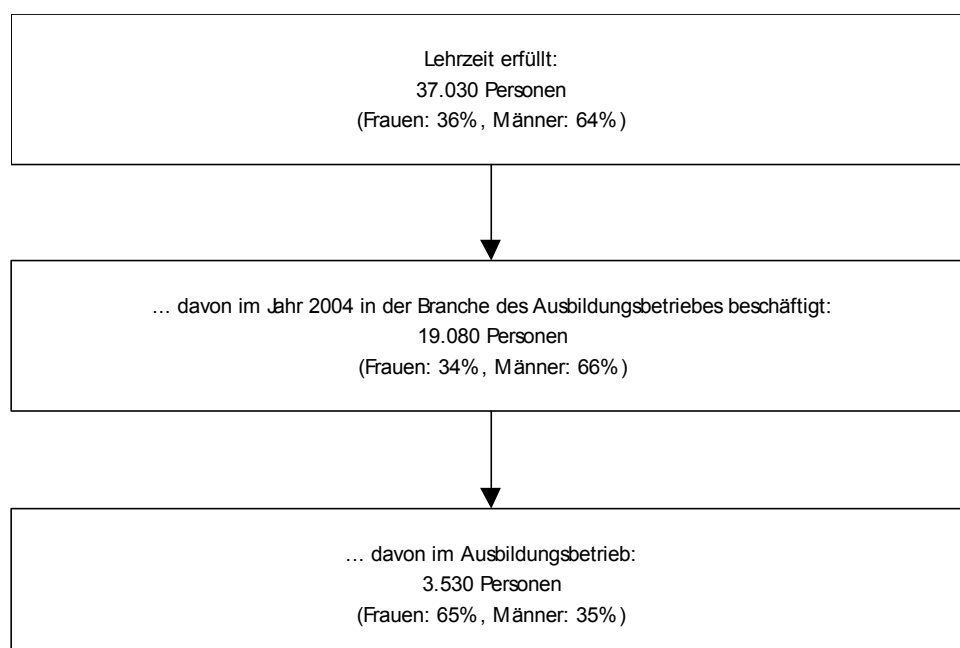 Lehrzeit erfüllt:
37.030 Personen
(Frauen: 36%, Männer: 64%)
... davon im Jahr 2004 in der Branche des Ausbildungsbetriebes beschäftigt:
19.080 Personen
(Frauen: 34%, Männer: 66%)
... davon im Ausbildungsbetrieb:
3.530 Personen
(Frauen: 65%, Männer: 35%)